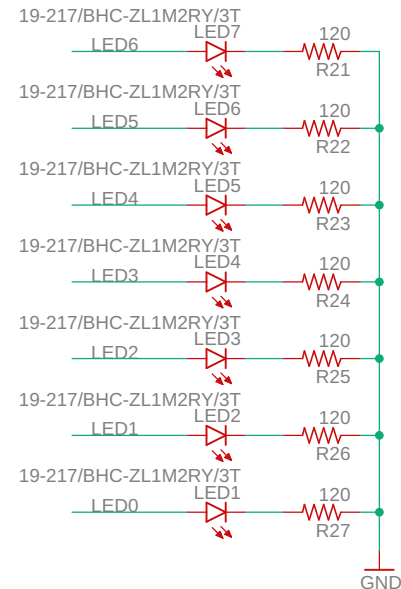 19-217/BHC-ZL1M2RY/3T
LED7
LED6
120
R21
19-217/BHC-ZL1M2RY/3T
LED6
LED5
120
R22
19-217/BHC-ZL1M2RY/3T
LED5
LED4
120
R23
19-217/BHC-ZL1M2RY/3T
LED4
LED3
120
R24
19-217/BHC-ZL1M2RY/3T
LED3
LED2
120
R25
19-217/BHC-ZL1M2RY/3T
LED2
LED1
120
R26
19-217/BHC-ZL1M2RY/3T
LED1
LED0
120
R27
GND